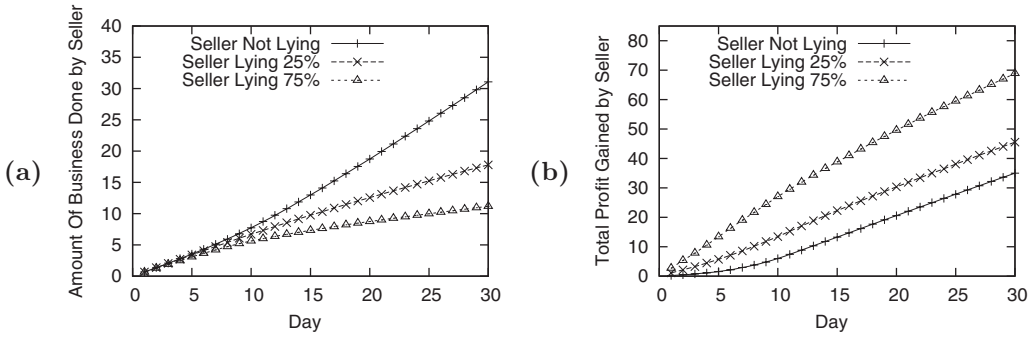 (a)
Amount Of Business Done by Seller
40
35
30
25
20
15
10
5
0
Seller Not Lying
Seller Lying 25%
Seller Lying 75%
0 5 10 15 20 25 30
Day
(b)
Total Profit Gained by Seller
80
70
60
50
40
30
20
10
0
Seller Not Lying
Seller Lying 25%
Seller Lying 75%
0 5 10 15 20 25 30
Day